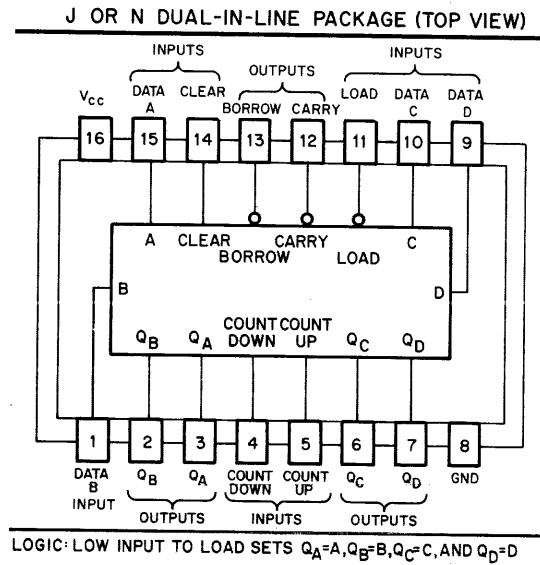 J OR N DUAL-IN-LINE PACKAGE (TOP VIEW)
INPUTS OUTPUTS INPUTS
VCC DATA A CLEAR BORROW CARRY LOAD DATA C DATA D
16 15 14 13 12 11 10 9
A CLEAR BORROW CARRY LOAD C
B D
QB QA COUNT DOWN COUNT UP QC QD
1 2 3 4 5 6 7 8
DATA B INPUT QB QA COUNT DOWN COUNT UP QC QD GND
OUTPUTS INPUTS OUTPUTS
LOGIC: LOW INPUT TO LOAD SETS QA=A, QB=B, QC=C, AND QD=D